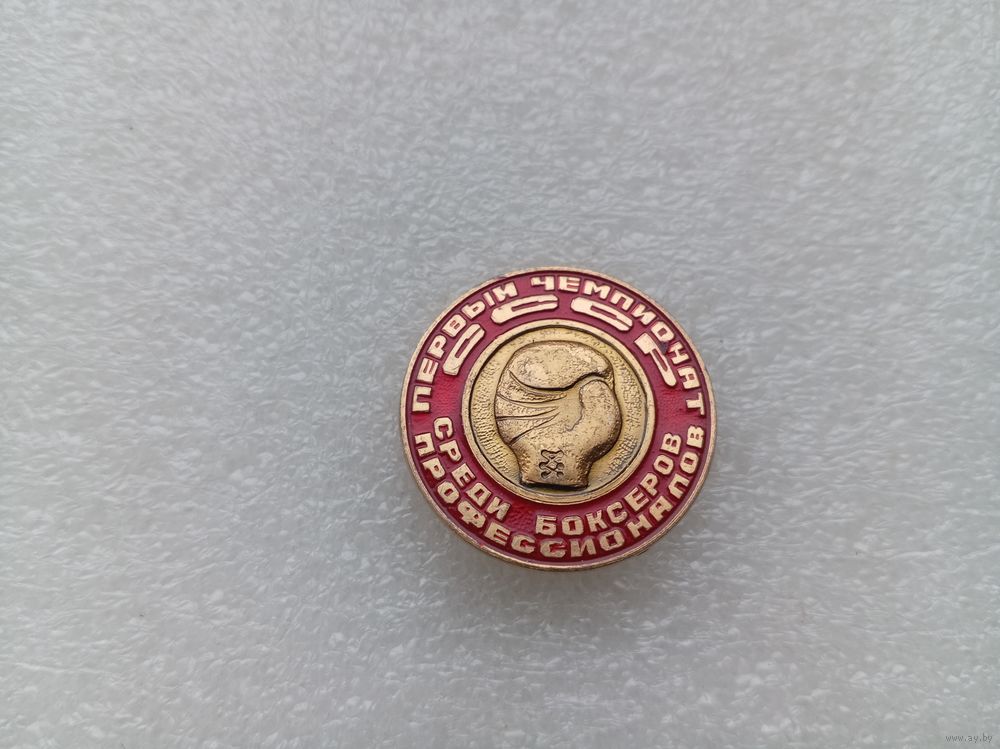 ПЕРВЫЙ ЧЕМПИОНАТ
СССР
СРЕДИ БОКСЕРОВ
ПРОФЕССИОНАЛОВ
www.ay.by